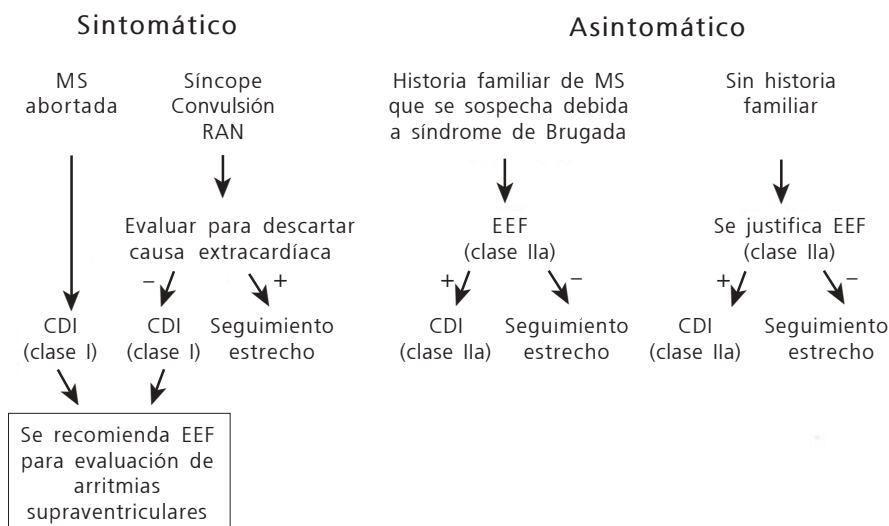 Sintomático
Asintomático
MS
abortada
Síncope
Convulsión
RAN
Historia familiar de MS
que se sospecha debida
a síndrome de Brugada
Sin historia
familiar
Evaluar para descartar
causa extracardíaca
EEF
(clase IIa)
Se justifica EEF
(clase IIa)
–
+
+
–
+
–
CDI
(clase I)
CDI
(clase I)
Seguimiento
estrecho
CDI
(clase IIa)
Seguimiento
estrecho
CDI
(clase IIa)
Seguimiento
estrecho
Se recomienda EEF
para evaluación de
arritmias
supraventriculares